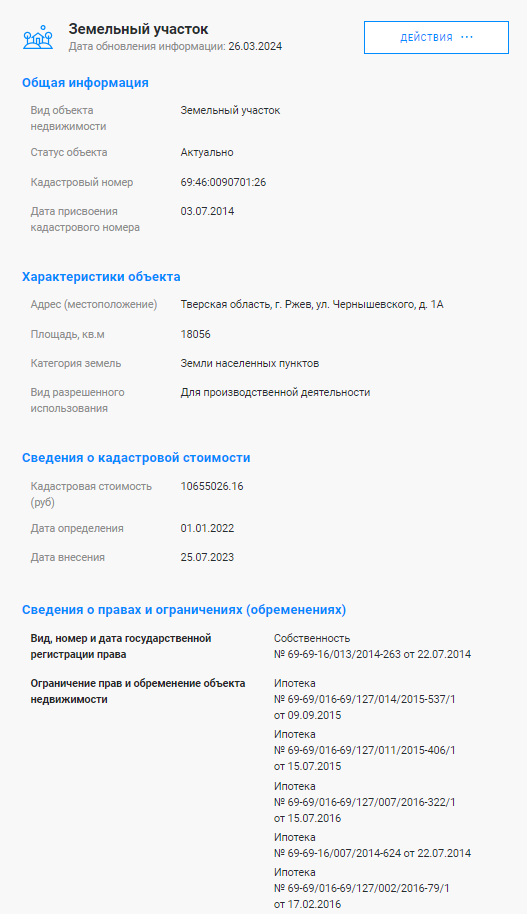 Земельный участок
Дата обновления информации: 26.03.2024
ДЕЙСТВИЯ ...
Общая информация
Вид объекта
недвижимости
Земельный участок
Статус объекта
Актуально
Кадастровый номер
69:46:0090701:26
Дата присвоения
кадастрового номера
03.07.2014
Характеристики объекта
Адрес (местоположение)
Тверская область, г. Ржев, ул. Чернышевского, д. 1А
Площадь, кв.м
18056
Категория земель
Земли населенных пунктов
Вид разрешенного
использования
Для производственной деятельности
Сведения о кадастровой стоимости
Кадастровая стоимость
(руб)
10655026.16
Дата определения
01.01.2022
Дата внесения
25.07.2023
Сведения о правах и ограничениях (обременениях)
Вид, номер и дата государственной
регистрации права
Собственность
№ 69-69-16/013/2014-263 от 22.07.2014
Ограничение прав и обременение объекта
недвижимости
Ипотека
№ 69-69/016-69/127/014/2015-537/1
от 09.09.2015
Ипотека
№ 69-69/016-69/127/011/2015-406/1
от 15.07.2015
Ипотека
№ 69-69/016-69/127/007/2016-322/1
от 15.07.2016
Ипотека
№ 69-69-16/007/2014-624 от 22.07.2014
Ипотека
№ 69-69/016-69/127/002/2016-79/1
от 17.02.2016